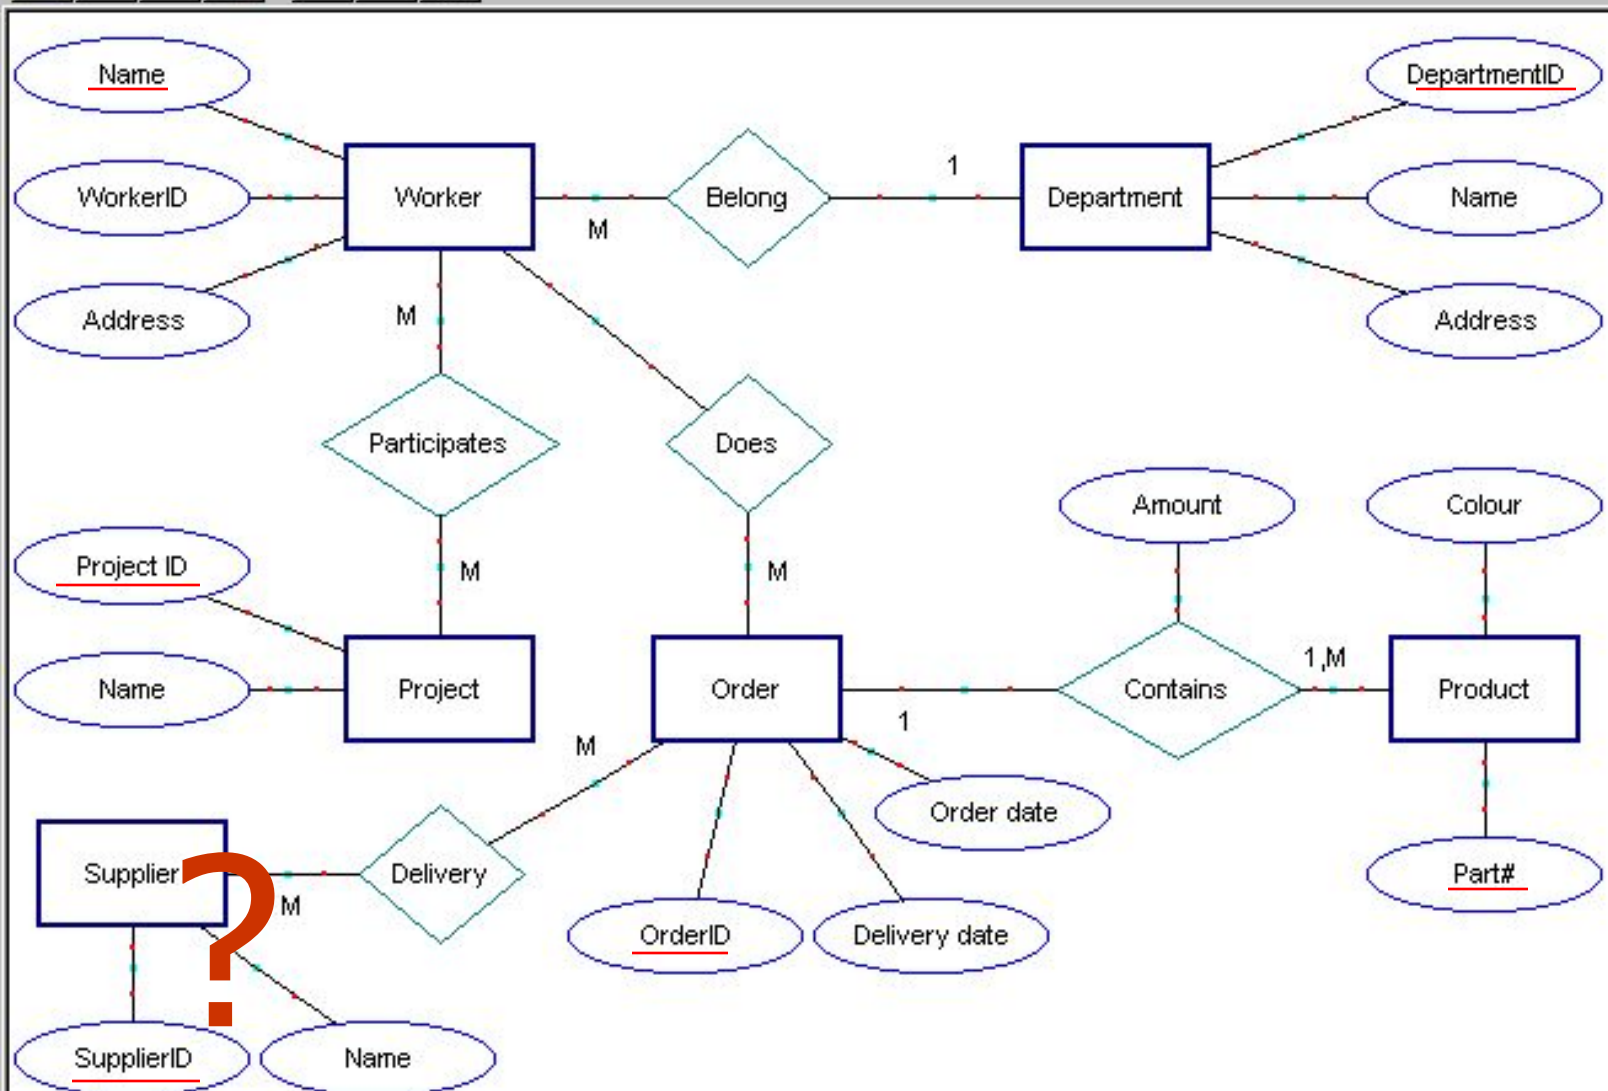 Name
DepartmentID
WorkerID
Worker
M
Belong
1
Department
Name
Address
M
Address
Participates
Does
Amount
Colour
Project ID
M
M
Name
Project
Order
1
Contains
1,M
Product
M
Order date
Supplier
?
M
Delivery
Part#
OrderID
Delivery date
SupplierID
Name